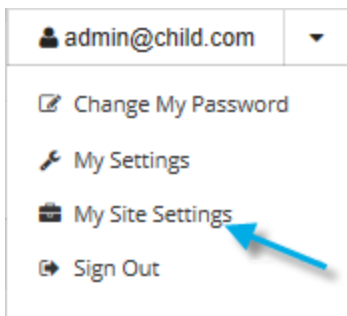 admin@child.com
Change My Password
My Settings
My Site Settings
Sign Out